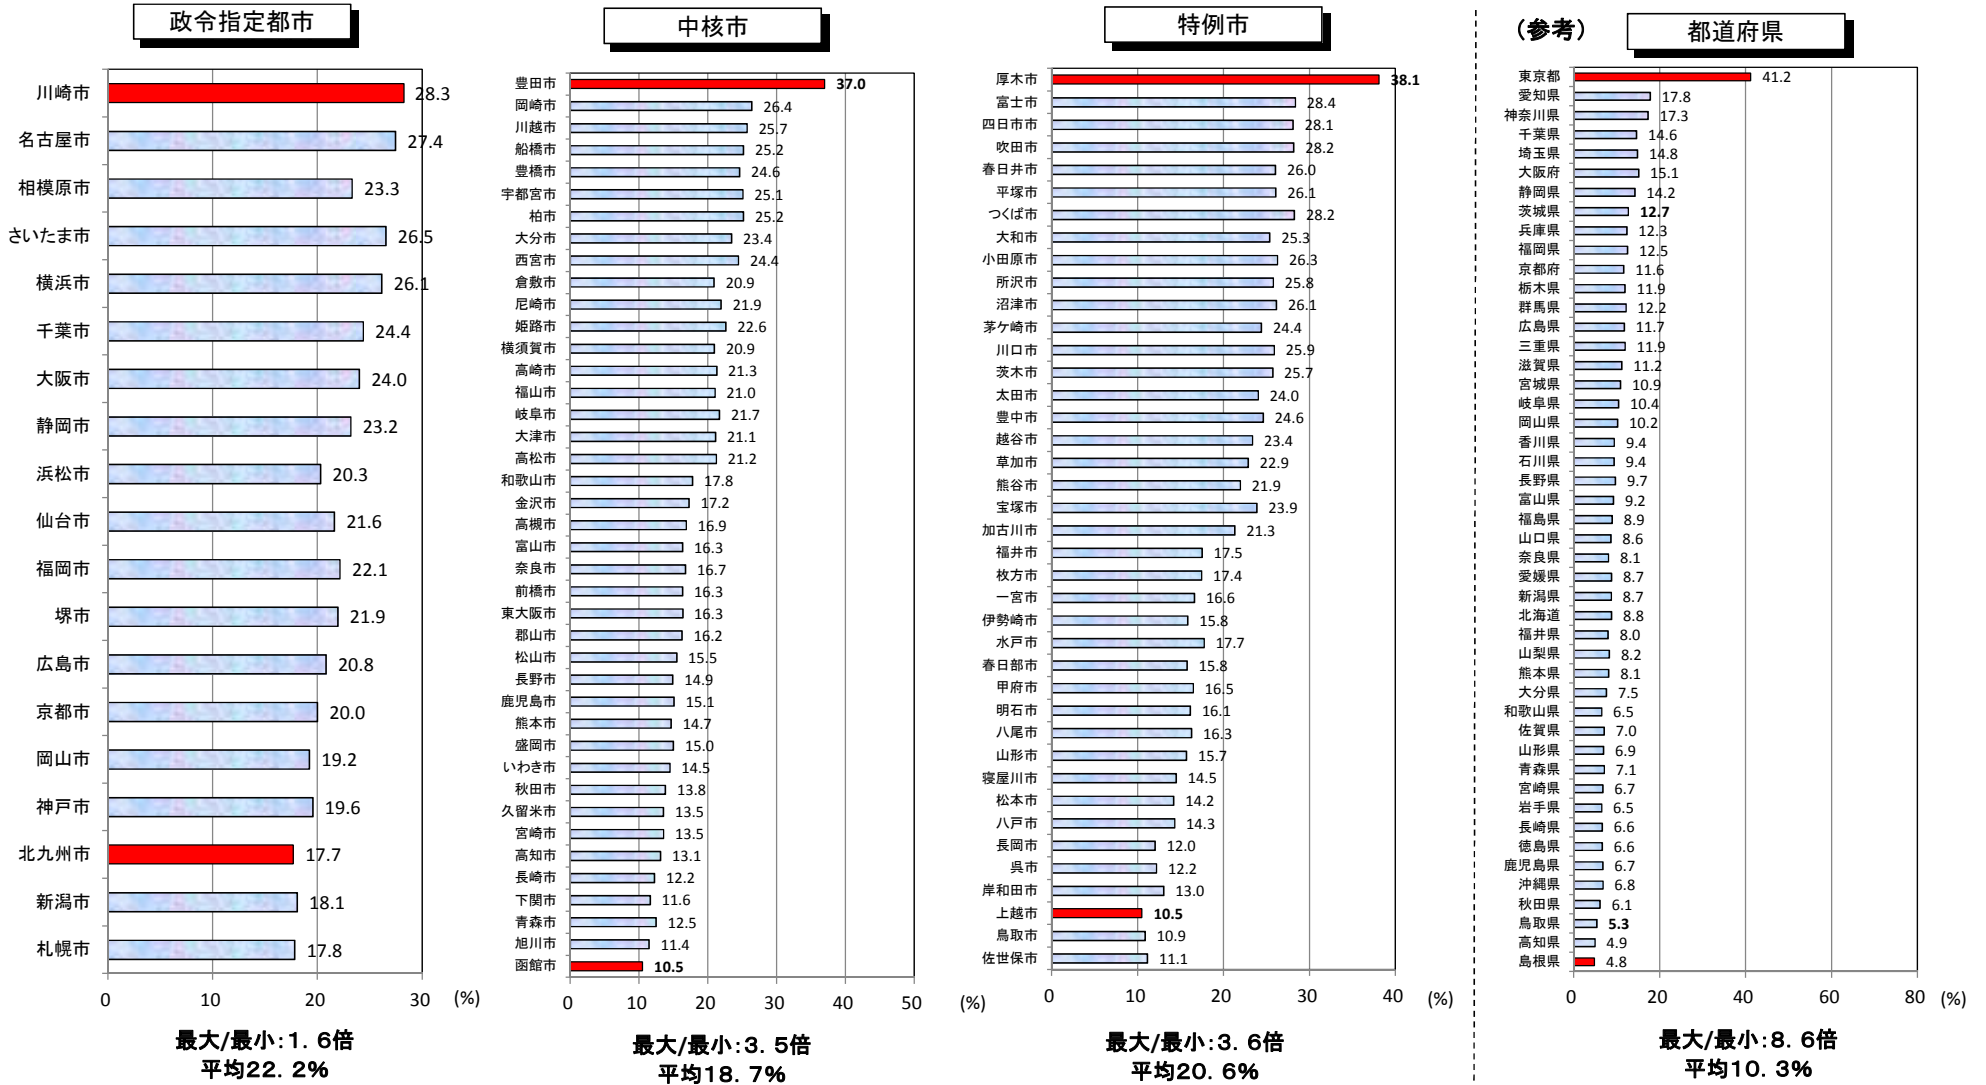 政令指定都市
川崎市 28.3
名古屋市 27.4
相模原市 23.3
さいたま市 26.5
横浜市 26.1
千葉市 24.4
大阪市 24.0
静岡市 23.2
浜松市 20.3
仙台市 21.6
福岡市 22.1
堺市 21.9
広島市 20.8
京都市 20.0
岡山市 19.2
神戸市 19.6
北九州市 17.7
新潟市 18.1
札幌市 17.8
0 10 20 30 (%)
最大/最小:1.6倍
平均22.2%
中核市
豊田市 37.0
岡崎市 26.4
川越市 25.7
船橋市 25.2
豊橋市 24.6
宇都宮市 25.1
柏市 25.2
大分市 23.4
西宮市 24.4
倉敷市 20.9
尼崎市 21.9
姫路市 22.6
横須賀市 20.9
高崎市 21.3
福山市 21.0
岐阜市 21.7
大津市 21.1
高松市 21.2
和歌山市 17.8
金沢市 17.2
高槻市 16.9
富山市 16.3
奈良市 16.7
前橋市 16.3
東大阪市 16.3
郡山市 16.2
松山市 15.5
長野市 14.9
鹿児島市 15.1
熊本市 14.7
盛岡市 15.0
いわき市 14.5
秋田市 13.8
久留米市 13.5
宮崎市 13.5
高知市 13.1
長崎市 12.2
下関市 11.6
青森市 12.5
旭川市 11.4
函館市 10.5
0 10 20 30 40 50 (%)
最大/最小:3.5倍
平均18.7%
特例市
厚木市 38.1
富士市 28.4
四日市市 28.1
吹田市 28.2
春日井市 26.0
平塚市 26.1
つくば市 28.2
大和市 25.3
小田原市 26.3
所沢市 25.8
沼津市 26.1
茅ケ崎市 24.4
川口市 25.9
茨木市 25.7
太田市 24.0
豊中市 24.6
越谷市 23.4
草加市 22.9
熊谷市 21.9
宝塚市 23.9
加古川市 21.3
福井市 17.5
枚方市 17.4
一宮市 16.6
伊勢崎市 15.8
水戸市 17.7
春日部市 15.8
甲府市 16.5
明石市 16.1
八尾市 16.3
山形市 15.7
寝屋川市 14.5
松本市 14.2
八戸市 14.3
長岡市 12.0
呉市 12.2
岸和田市 13.0
上越市 10.5
鳥取市 10.9
佐世保市 11.1
0 10 20 30 40 (%)
最大/最小:3.6倍
平均20.6%
(参考) 都道府県
東京都 41.2
愛知県 17.8
神奈川県 17.3
千葉県 14.6
埼玉県 14.8
大阪府 15.1
静岡県 14.2
茨城県 12.7
兵庫県 12.3
福岡県 12.5
京都府 11.6
栃木県 11.9
群馬県 12.2
広島県 11.7
三重県 11.9
滋賀県 11.2
宮城県 10.9
岐阜県 10.4
岡山県 10.2
香川県 9.4
石川県 9.4
長野県 9.7
富山県 9.2
福島県 8.9
山口県 8.6
奈良県 8.1
愛媛県 8.7
新潟県 8.7
北海道 8.8
福井県 8.0
山梨県 8.2
熊本県 8.1
大分県 7.5
和歌山県 6.5
佐賀県 7.0
山形県 6.9
青森県 7.1
宮崎県 6.7
岩手県 6.5
長崎県 6.6
徳島県 6.6
鹿児島県 6.7
沖縄県 6.8
秋田県 6.1
鳥取県 5.3
高知県 4.9
島根県 4.8
0 20 40 60 80 (%)
最大/最小:8.6倍
平均10.3%